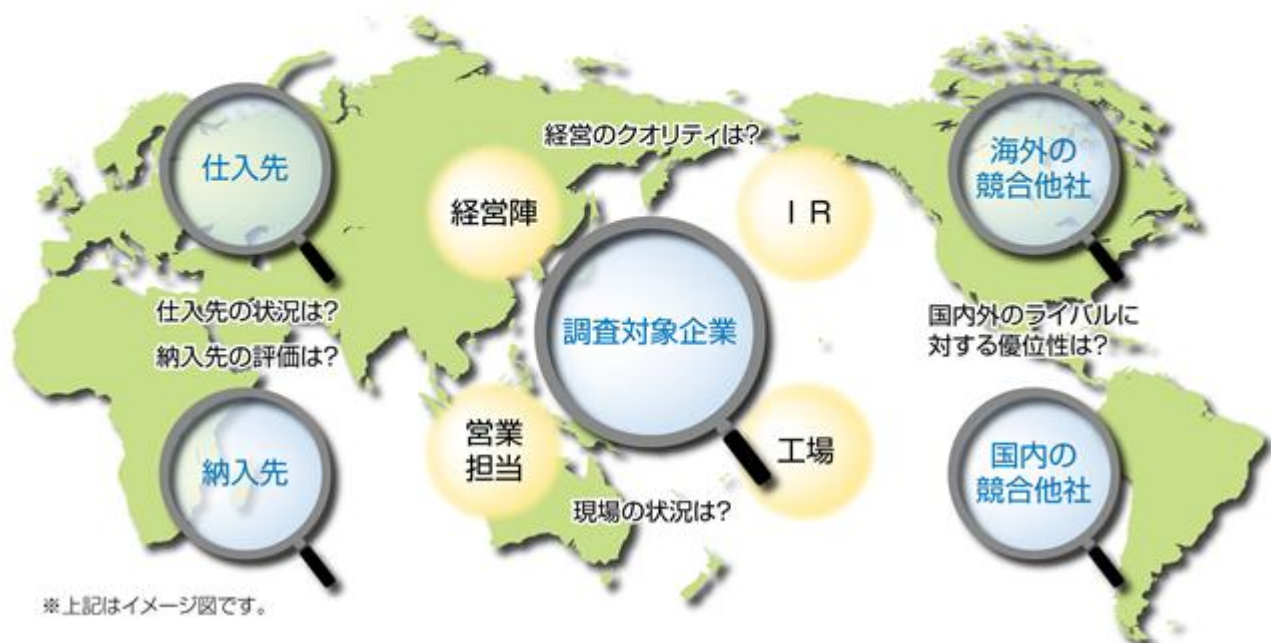 経営のクオリティは?
仕入先
海外の
競合他社
経営陣
ＩＲ
仕入先の状況は?
納入先の評価は?
調査対象企業
国内外のライバルに
対する優位性は?
営業
担当
工場
納入先
国内の
競合他社
現場の状況は?
※上記はイメージ図です。